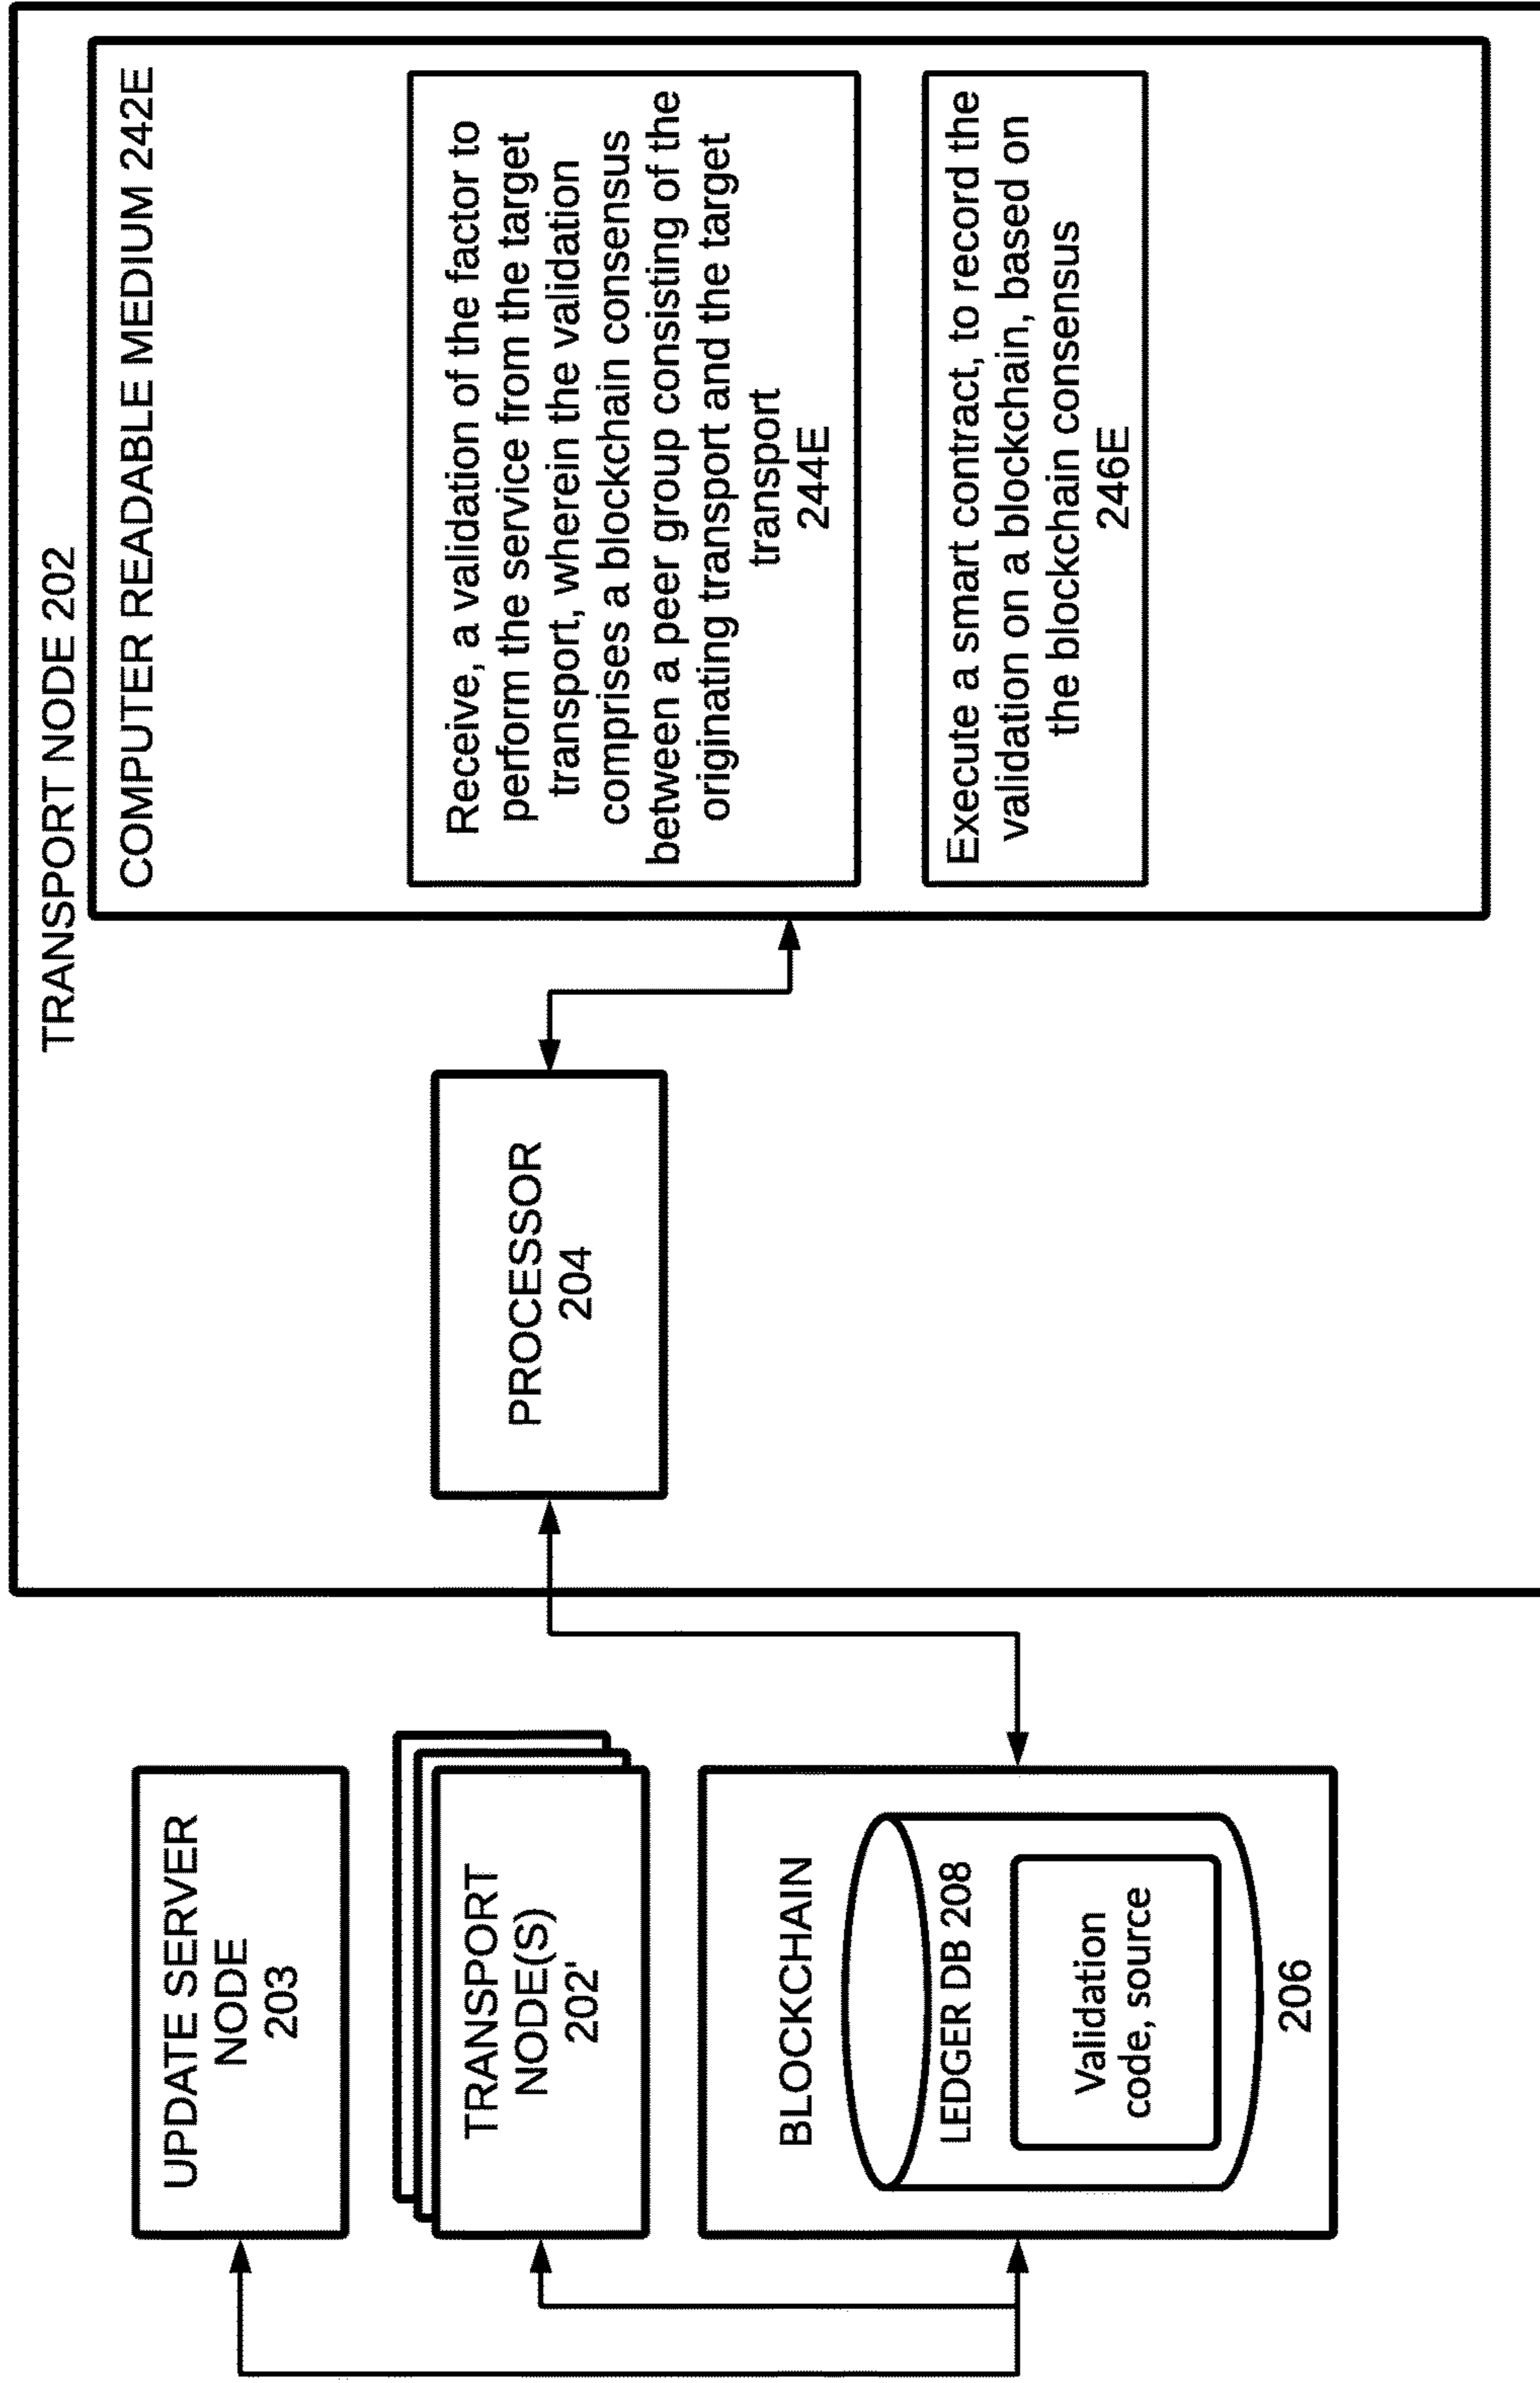 UPDATE SERVER
NODE
203
TRANSPORT
NODE(S)
202'
BLOCKCHAIN
LEDGER DB 208
Validation
code, source
206
TRANSPORT NODE 202
PROCESSOR
204
COMPUTER READABLE MEDIUM 242E
Receive, a validation of the factor to
perform the service from the target
transport, wherein the validation
comprises a blockchain consensus
between a peer group consisting of the
originating transport and the target
transport
244E
Execute a smart contract, to record the
validation on a blockchain, based on
the blockchain consensus
246E